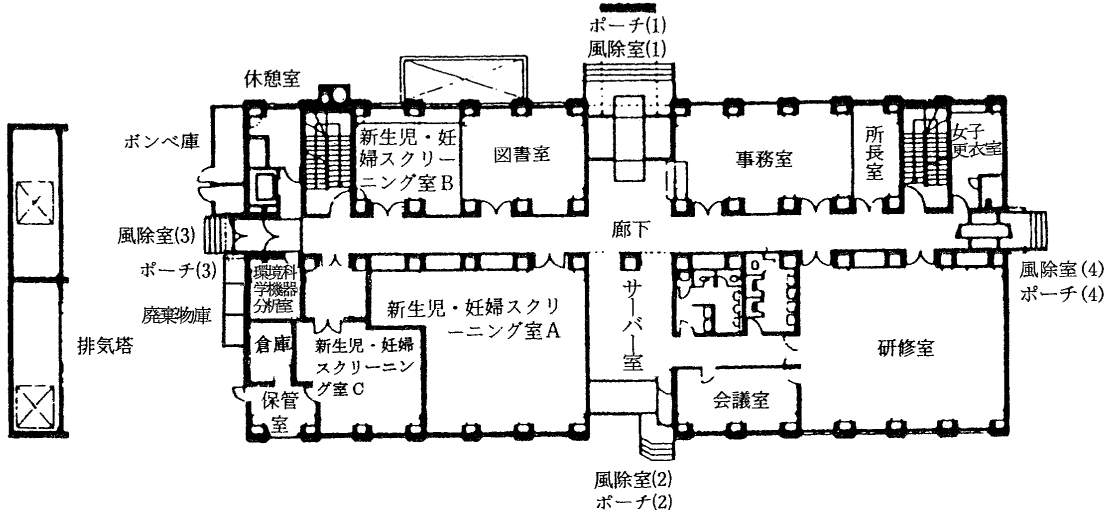 ポーチ(1)
風除室(1)
休憩室
ボンベ庫
新生児・妊
婦スクリー
ニング室B
図書室
事務室
所
長
室
女子
更衣室
風除室(3)
廊下
ポーチ(3)
環境科
学機器
分析室
風除室(4)
ポーチ(4)
廃棄物庫
新生児・妊婦スクリ
ーニング室A
サ
ー
バ
ー
室
排気塔
倉庫
新生児・妊婦
スクリーニン
グ室C
研修室
保管
室
会議室
風除室(2)
ポーチ(2)